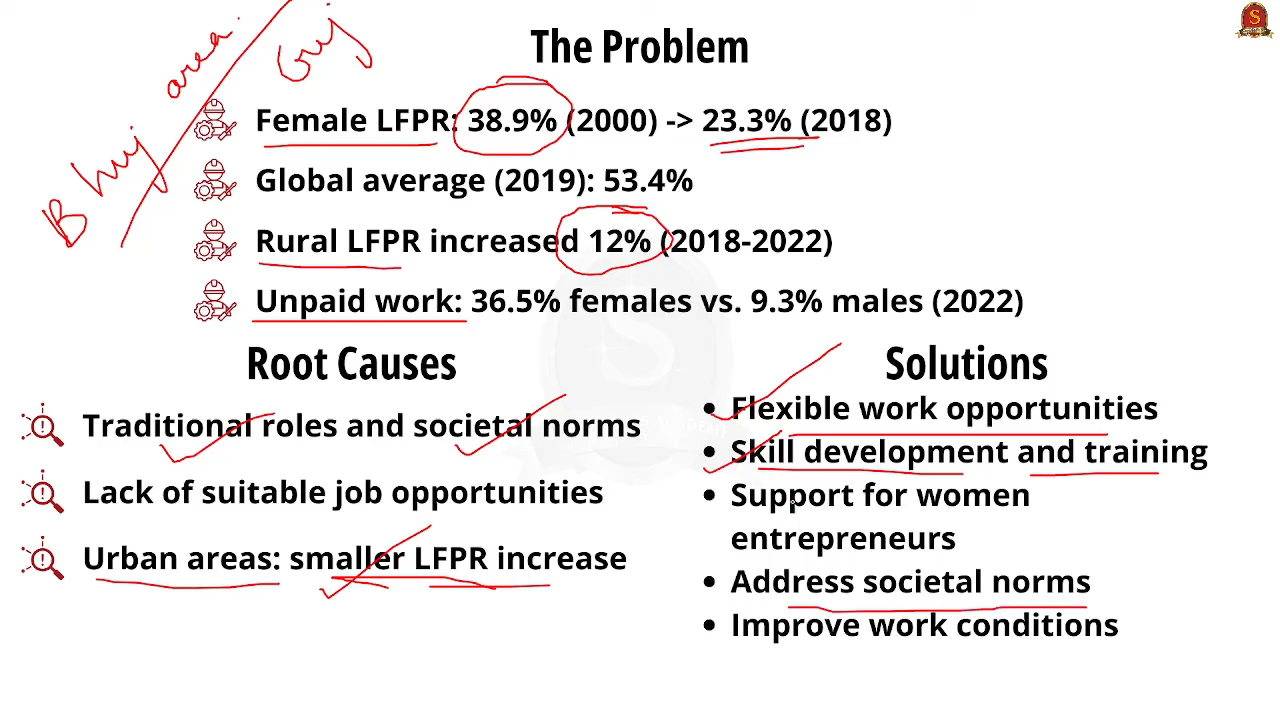 Bhuj area.
Guj
The Problem
Female LFPR: 38.9% (2000) -> 23.3% (2018)
Global average (2019): 53.4%
Rural LFPR increased 12% (2018-2022)
Unpaid work: 36.5% females vs. 9.3% males (2022)
Root Causes
Traditional roles and societal norms
Lack of suitable job opportunities
Urban areas: smaller LFPR increase
Solutions
• Flexible work opportunities
• Skill development and training
• Support for women
entrepreneurs
• Address societal norms
• Improve work conditions